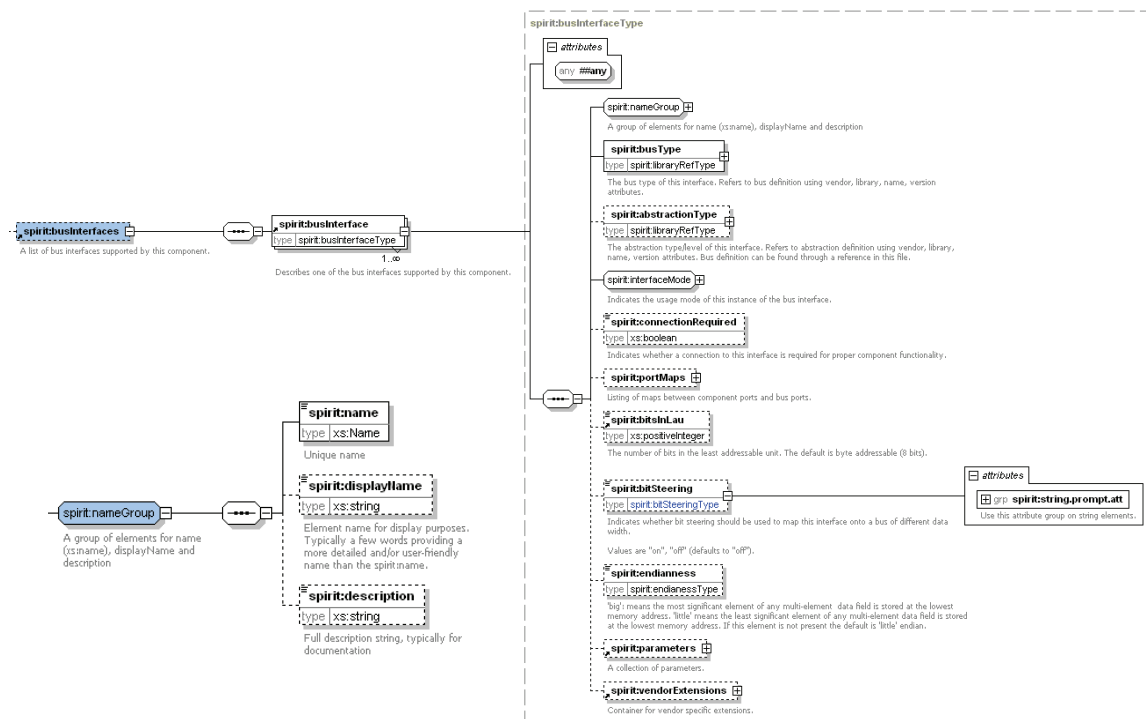 spirit:busInterfaceType
attributes
any ##any
spirit:nameGroup
A group of elements for name (xs:name), displayName and description
spirit:busType
type spirit:libraryRefType
The bus type of this interface. Refers to bus definition using vendor, library, name, version
attributes.
spirit:busInterfaces
A list of bus interfaces supported by this component.
spirit:busInterface
type spirit:busInterfaceType
1..∞
Describes one of the bus interfaces supported by this component.
spirit:abstractionType
type spirit:libraryRefType
The abstraction type/level of this interface. Refers to abstraction definition using vendor, library,
name, version attributes. Bus definition can be found through a reference in this file.
spirit:interfaceMode
Indicates the usage mode of this instance of the bus interface.
spirit:connectionRequired
type xs:boolean
Indicates whether a connection to this interface is required for proper component functionality.
spirit:portMaps
Listing of maps between component ports and bus ports.
spirit:bitsInLau
type xs:positiveInteger
The number of bits in the least addressable unit. The default is byte addressable (8 bits).
spirit:bitSteering
type spirit:bitSteeringType
Indicates whether bit steering should be used to map this interface onto a bus of different data
width.
Values are "on", "off" (defaults to "off").
attributes
grp spirit:string.prompt.att
Use this attribute group on string elements.
spirit:endianness
type spirit:endianessType
'big': means the most significant element of any multi-element data field is stored at the lowest
memory address. 'little' means the least significant element of any multi-element data field is stored
at the lowest memory address. If this element is not present the default is 'little' endian.
spirit:parameters
A collection of parameters.
spirit:vendorExtensions
Container for vendor specific extensions.
spirit:nameGroup
A group of elements for name
(xs:name), displayName and
description
spirit:name
type xs:Name
Unique name
spirit:displayName
type xs:string
Element name for display purposes.
Typically a few words providing a
more detailed and/or user-friendly
name than the spirit:name.
spirit:description
type xs:string
Full description string, typically for
documentation